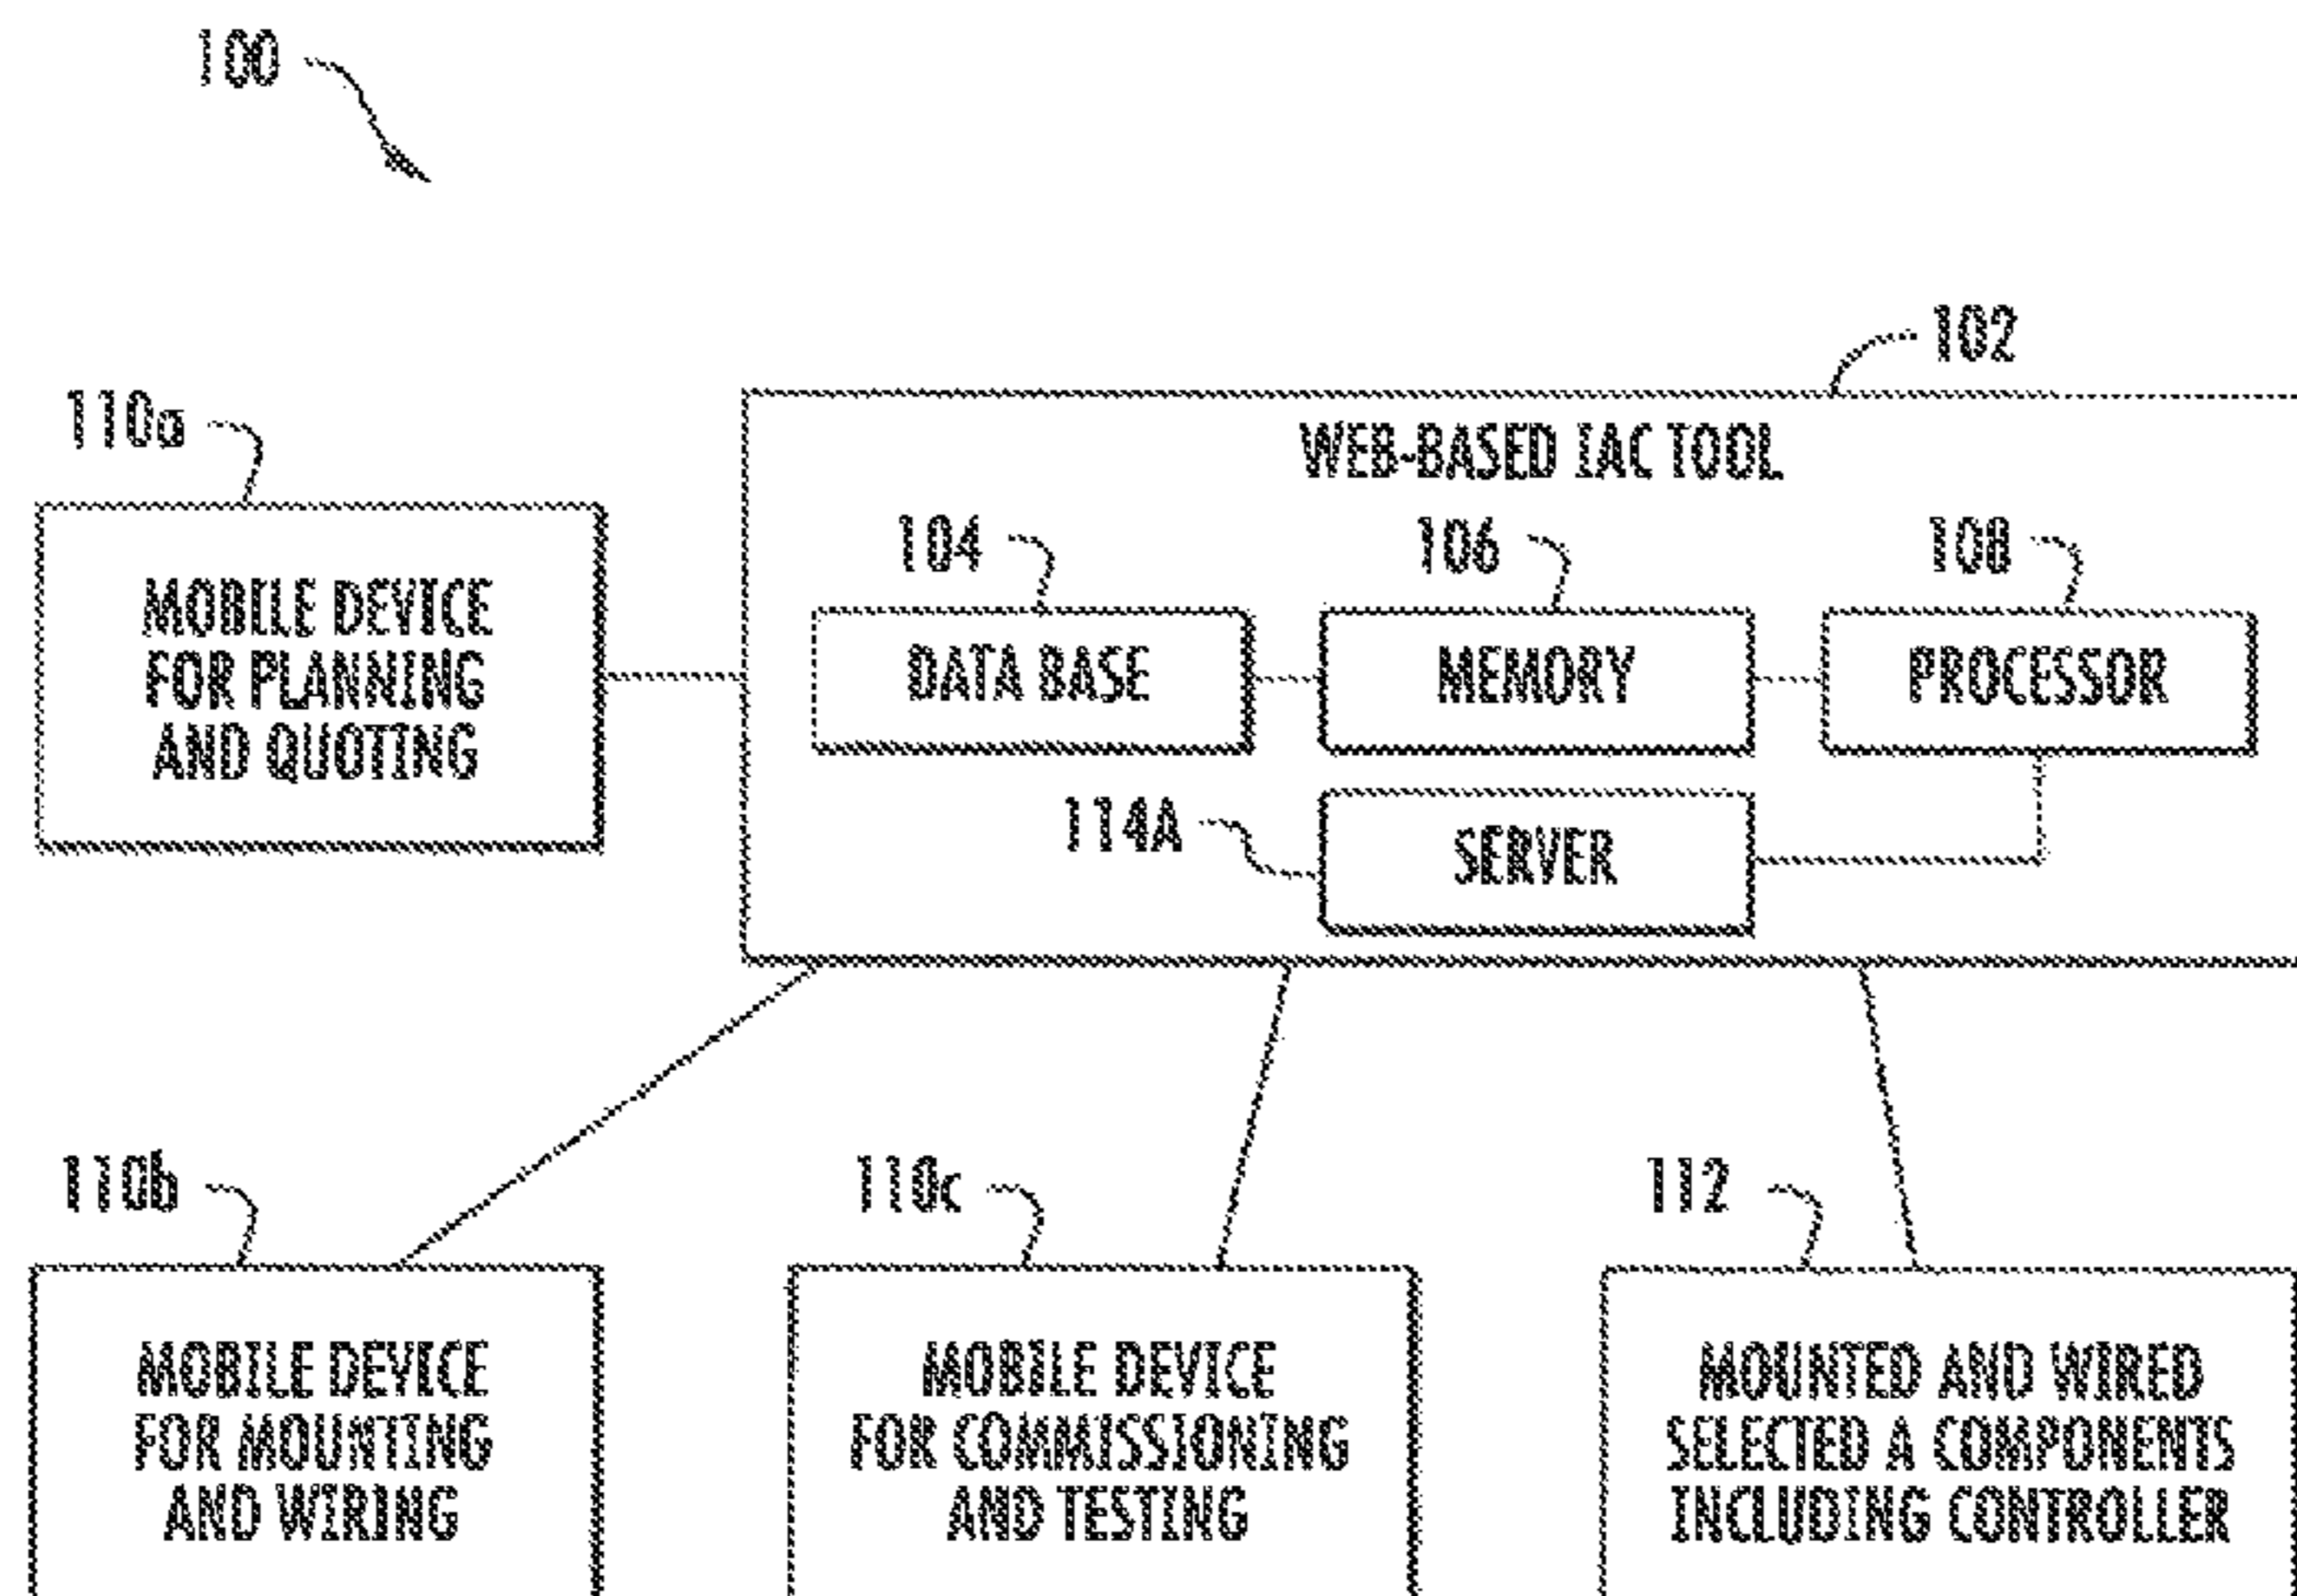 100
102
WEB-BASED IAC TOOL
110a
MOBILE DEVICE
FOR PLANNING
AND QUOTING
104
106
108
DATA BASE
MEMORY
PROCESSOR
114A
SERVER
110b
110c
112
MOBILE DEVICE
FOR MOUNTING
AND WIRING
MOBILE DEVICE
FOR COMMISSIONING
AND TESTING
MOUNTED AND WIRED
SELECTED A COMPONENTS
INCLUDING CONTROLLER